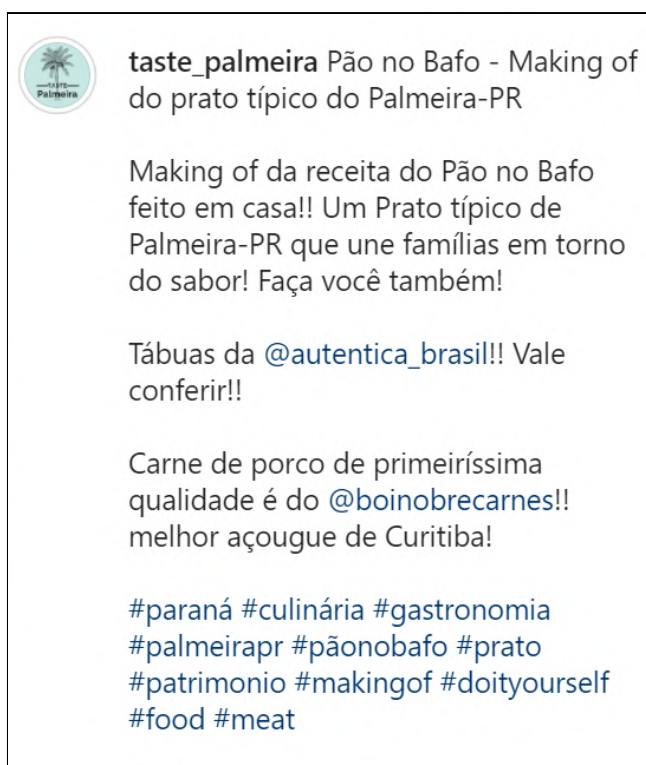 TASTE
Palmeira
taste_palmeira Pão no Bafo - Making of
do prato típico do Palmeira-PR
Making of da receita do Pão no Bafo
feito em casa!! Um Prato típico de
Palmeira-PR que une famílias em torno
do sabor! Faça você também!
Tábuas da @autentica_brasil!! Vale
conferir!!
Carne de porco de primeiríssima
qualidade é do @boinobrecarnes!!
melhor açougue de Curitiba!
#paraná #culinária #gastronomia
#palmeirapr #pãonobafo #prato
#patrimonio #makingof #doityourself
#food #meat